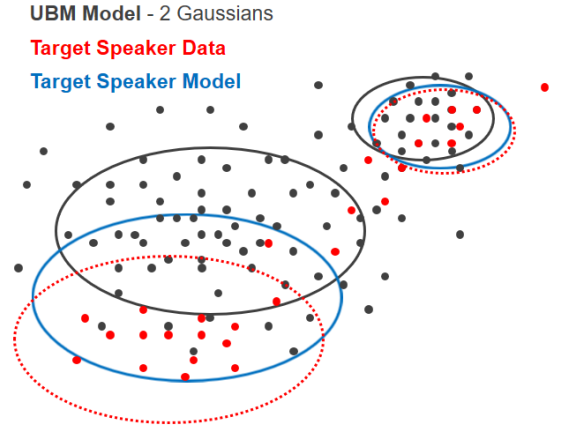 UBM Model - 2 Gaussians
Target Speaker Data
Target Speaker Model